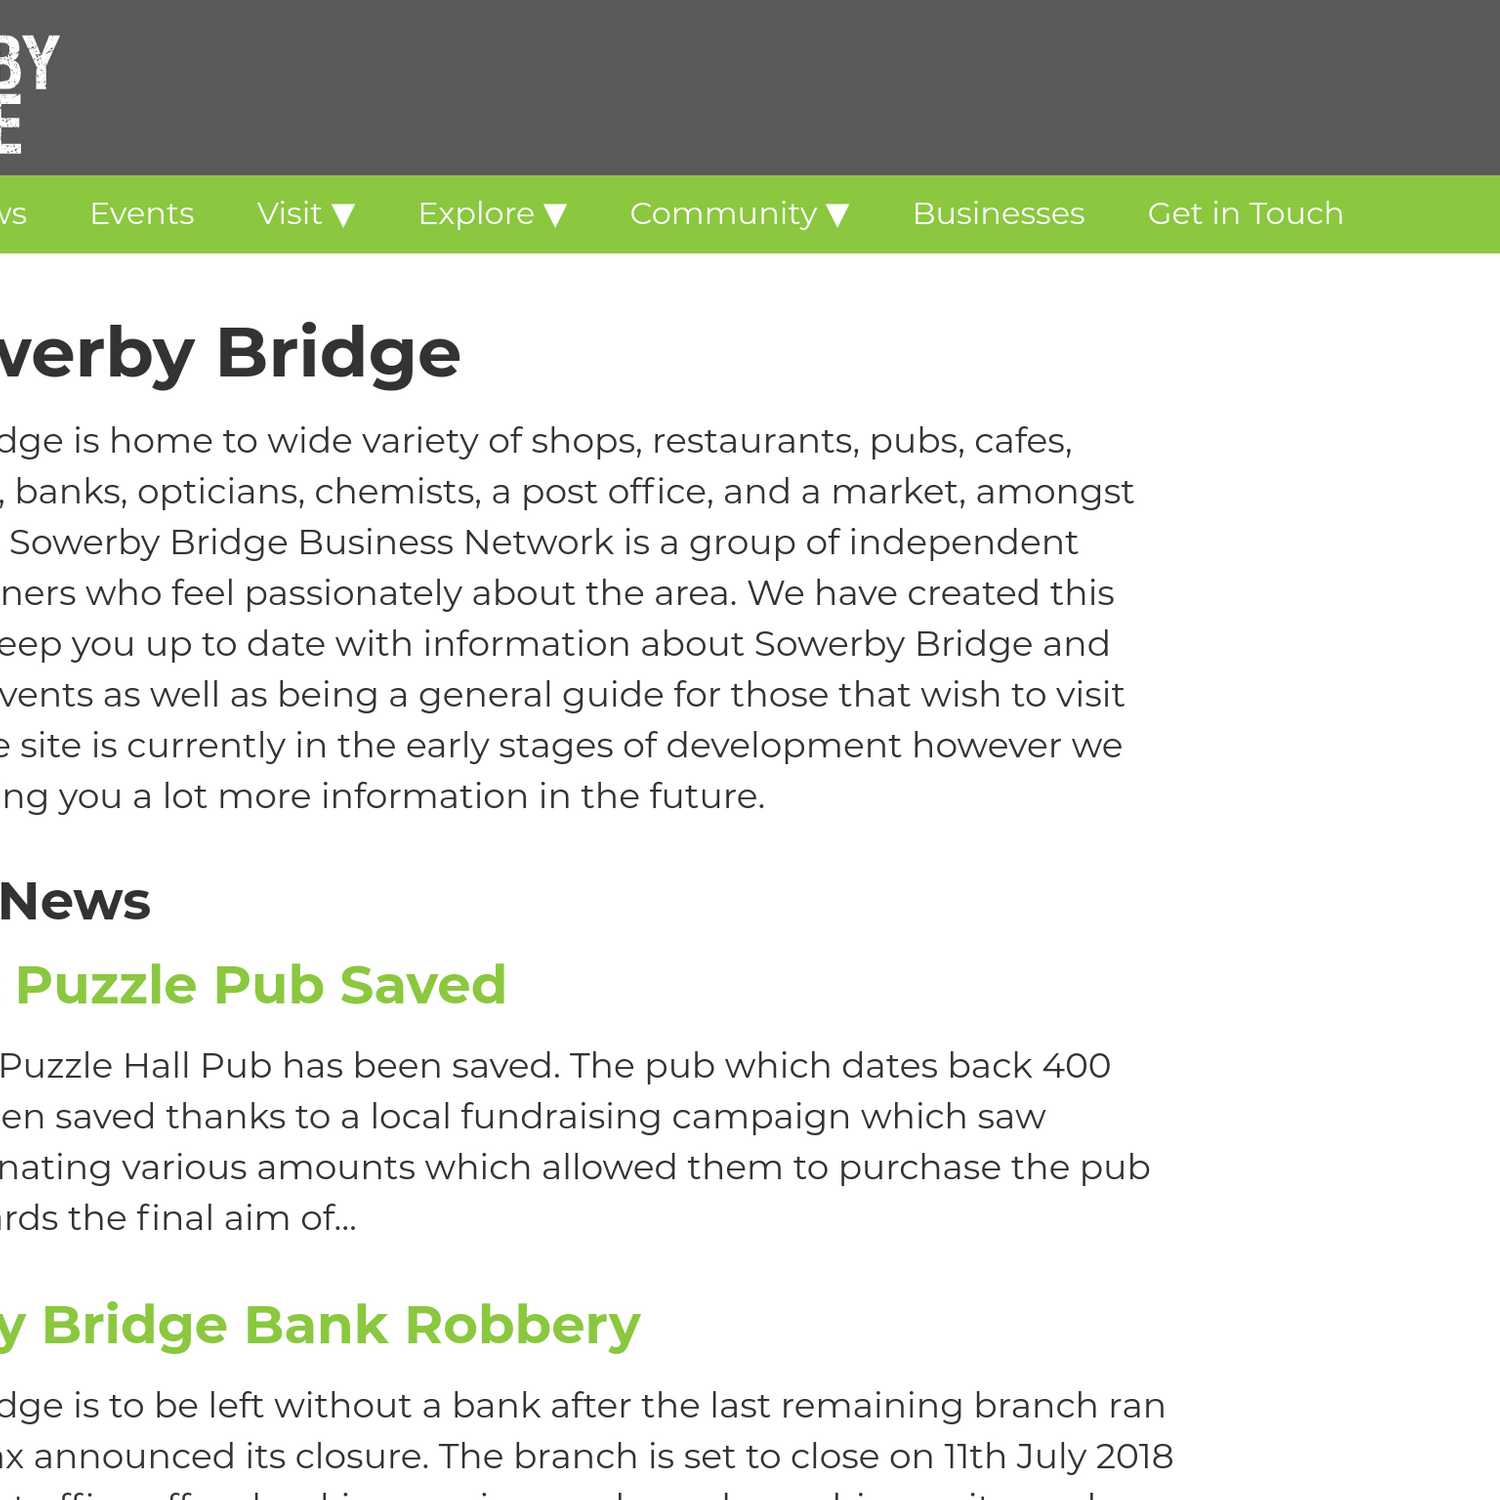 BY
E
ws Events Visit ▼ Explore ▼ Community ▼ Businesses Get in Touch
werby Bridge
dge is home to wide variety of shops, restaurants, pubs, cafes,
, banks, opticians, chemists, a post office, and a market, amongst
Sowerby Bridge Business Network is a group of independent
ners who feel passionately about the area. We have created this
eep you up to date with information about Sowerby Bridge and
vents as well as being a general guide for those that wish to visit
e site is currently in the early stages of development however we
ng you a lot more information in the future.
News
Puzzle Pub Saved
Puzzle Hall Pub has been saved. The pub which dates back 400
en saved thanks to a local fundraising campaign which saw
nating various amounts which allowed them to purchase the pub
rds the final aim of...
y Bridge Bank Robbery
dge is to be left without a bank after the last remaining branch ran
ax announced its closure. The branch is set to close on 11th July 2018